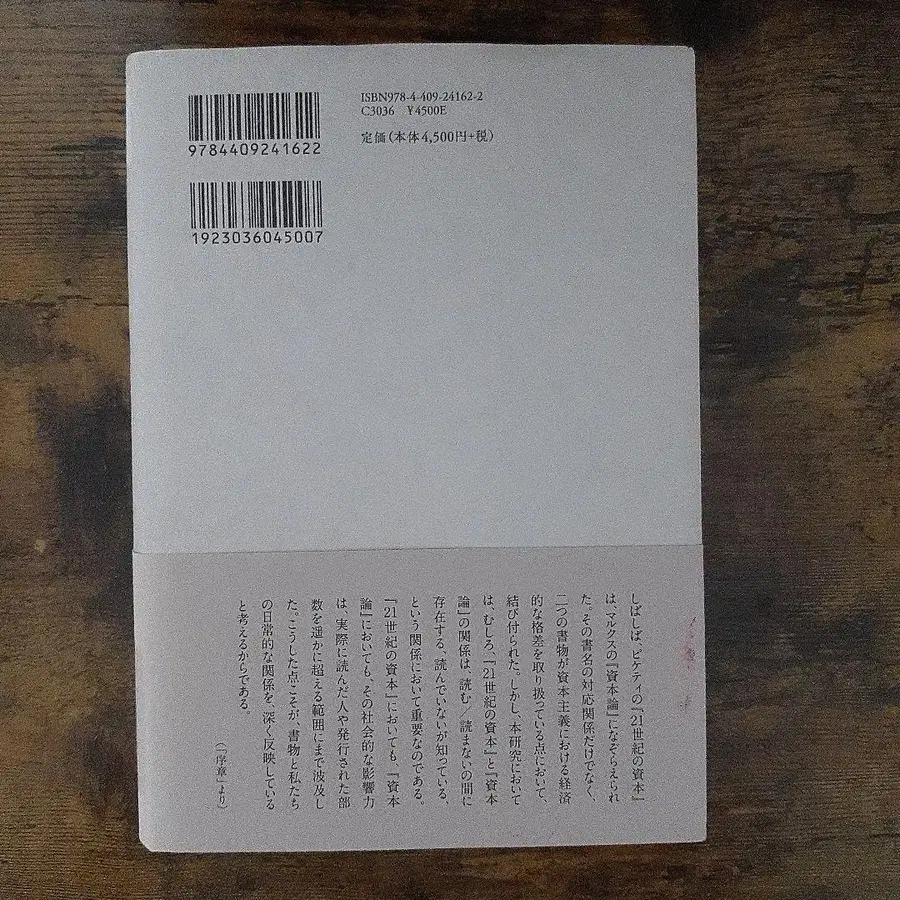 ISBN978-4-409-24162-2
C3036 ¥4500E
定価(本体4,500円+税)
9784409241622
1923036045007
しばしば、ピケティの『21世紀の資本』
は、マルクスの『資本論』になぞらえられ
た。その書名の対応関係だけでなく、
二つの書物が資本主義における経済
的な格差を取り扱っている点において、
結び付けられた。しかし、本研究において
は、むしろ、『21世紀の資本』と『資本
論』の関係は、読む/読まないの間に
存在する、読んでいないが知っている、
という関係において重要なのである。
『21世紀の資本』においても、『資本
論』においても、その社会的な影響力
は、実際に読んだ人や発行された部
数を遥かに超える範囲にまで波及し
た。こうした点こそが、書物と私たち
の日常的な関係を、深く反映している
と考えるからである。
(「序章」より)